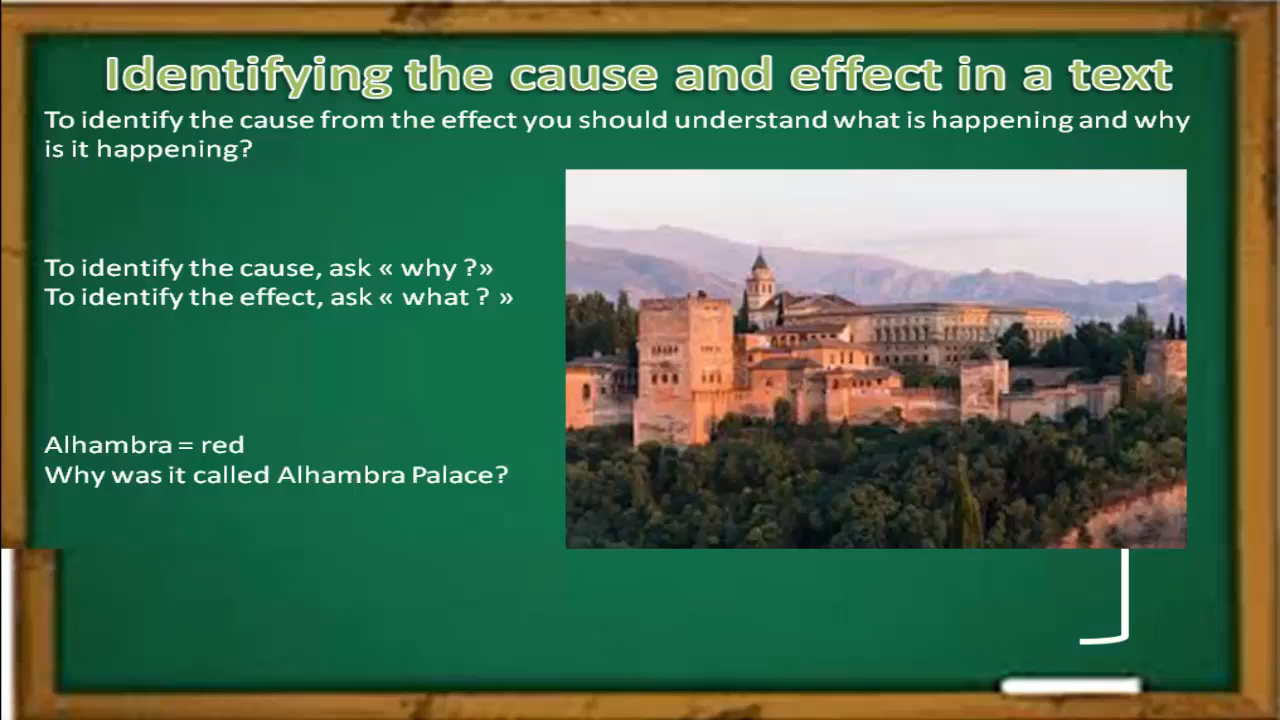 Identifying the cause and effect in a text
To identify the cause from the effect you should understand what is happening and why
is it happening?
To identify the cause, ask « why ?»
To identify the effect, ask « what ? »
Alhambra = red
Why was it called Alhambra Palace?